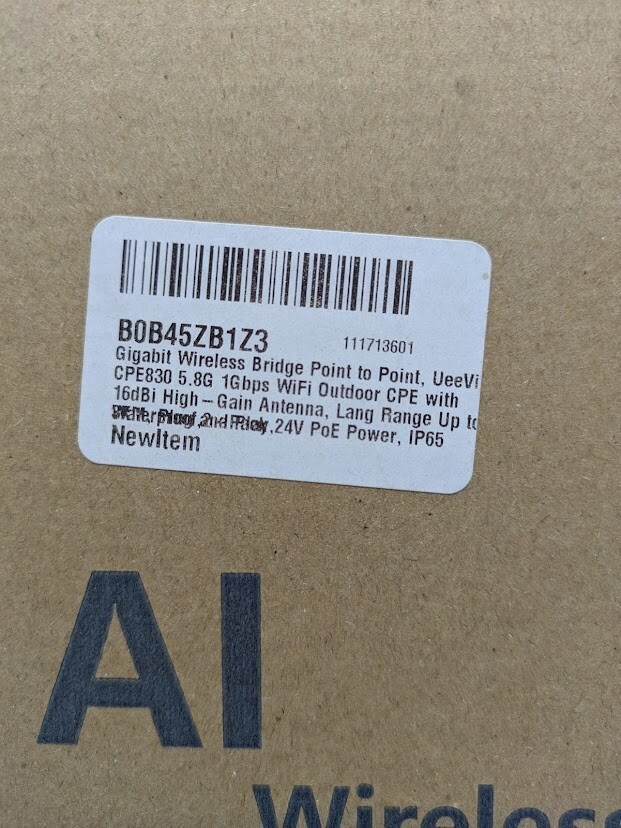 B0B45ZB1Z3 111713601
Gigabit Wireless Bridge Point to Point, UeeVi
CPE830 5.8G 1Gbps WiFi Outdoor CPE with
16dBi High-Gain Antenna, Lang Range Up to
,24V PoE Power, IP65
NewItem
AI
Wireless